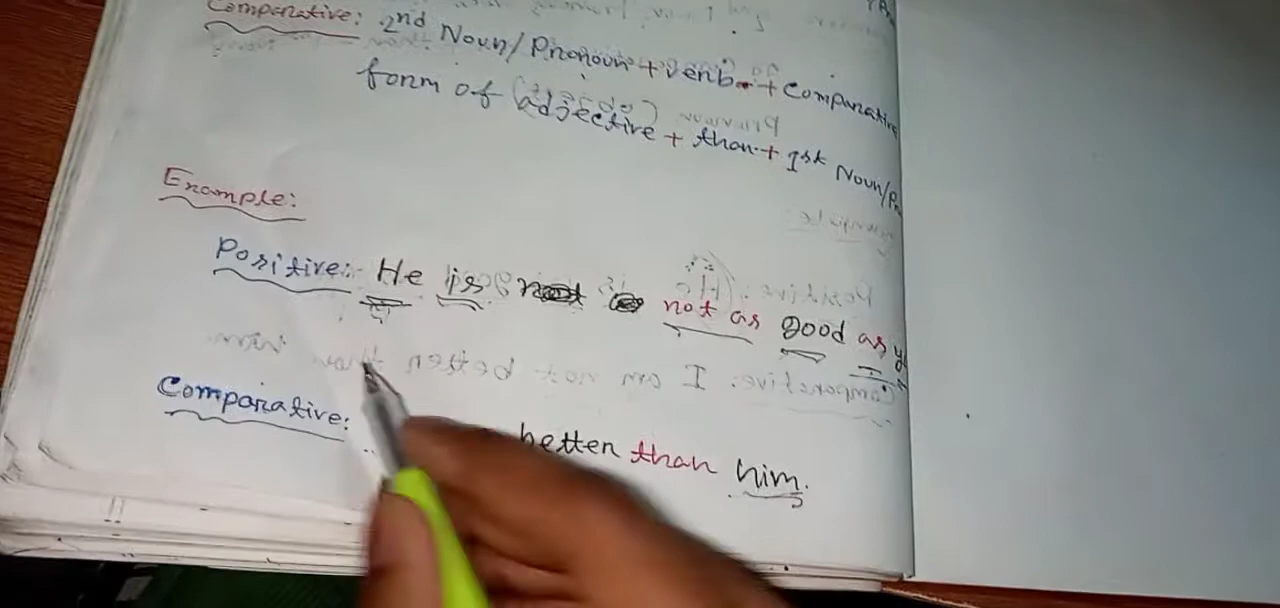 Comparative: 2nd Noun/Pronoun + verb + Comparative
form of adjective + than + 1st Noun/
Example:
Positive: He is not as good as
Comparative: better than him.